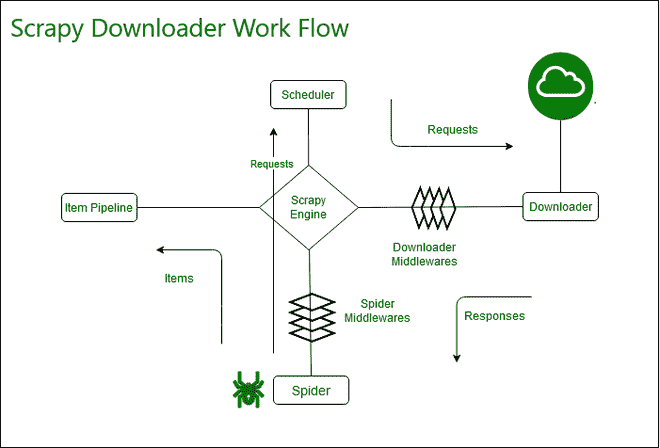 Scrapy Downloader Work Flow
Scheduler
Requests
Requests
Item Pipeline
Scrapy
Engine
Downloader
Downloader
Middlewares
Items
Spider
Middlewares
Responses
Spider